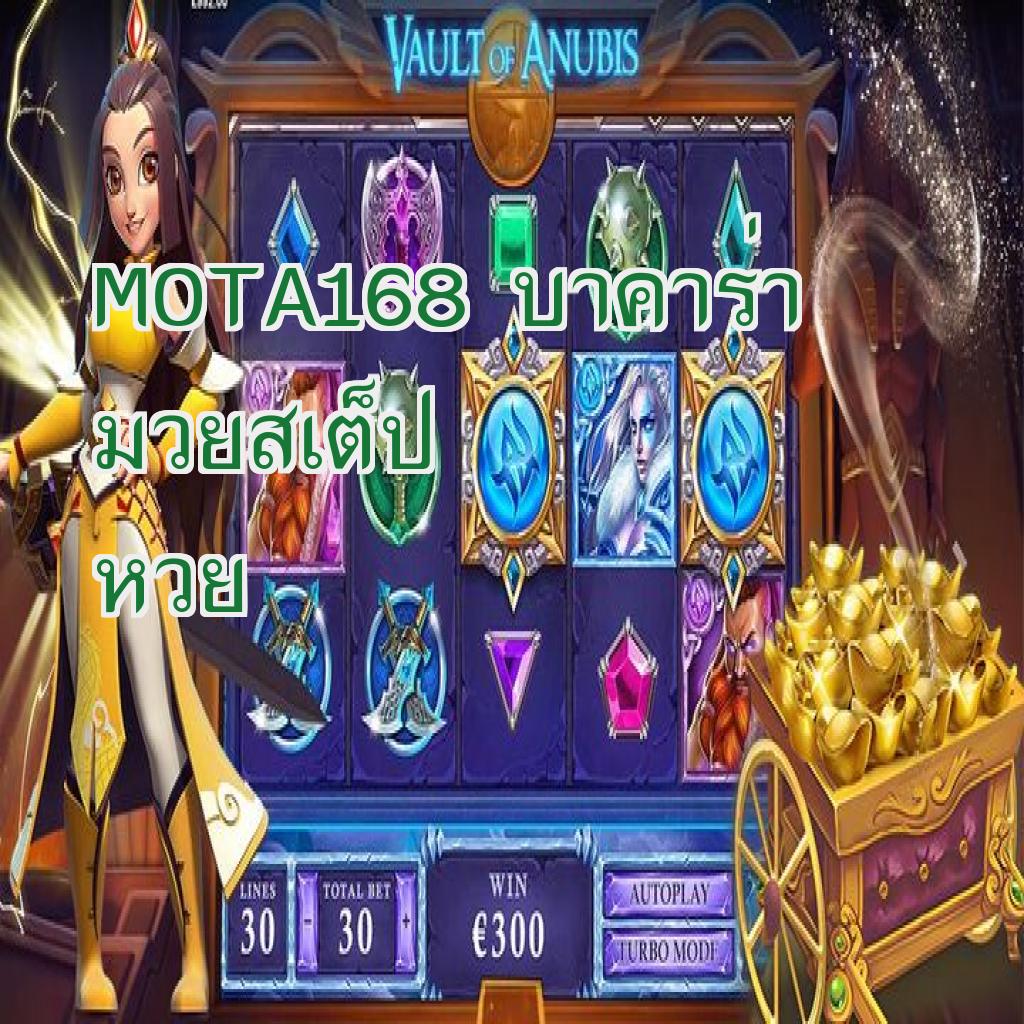 VAULT OF ANUBIS
MOTA168 บาคาร่า
มวยสเต็ป
หวย
LINES
30
TOTAL BET
- 30 +
WIN
€300
AUTOPLAY
TURBO MODE